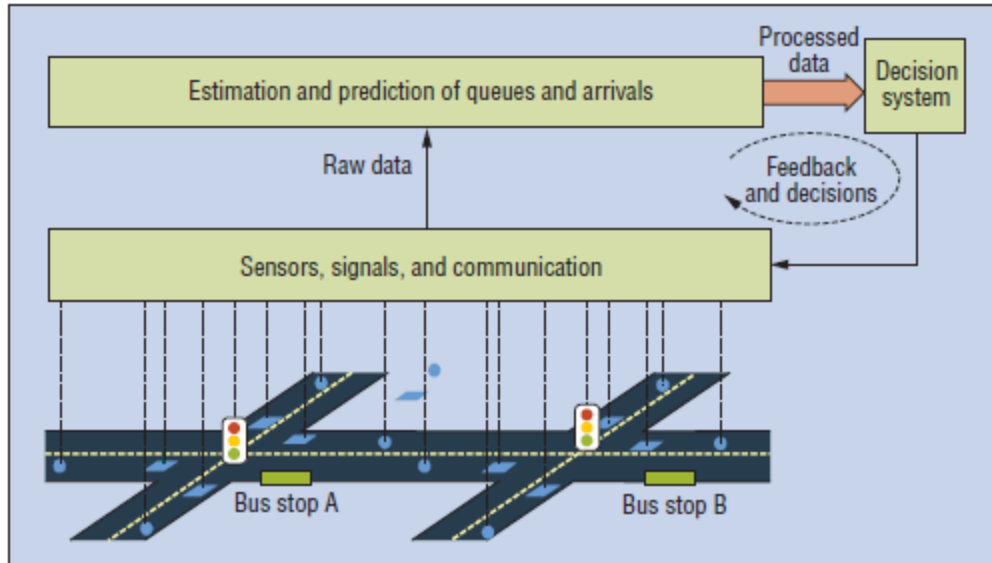 Processed
data
Decision
system
Estimation and prediction of queues and arrivals
Raw data
Feedback
and decisions
Sensors, signals, and communication
Bus stop A
Bus stop B